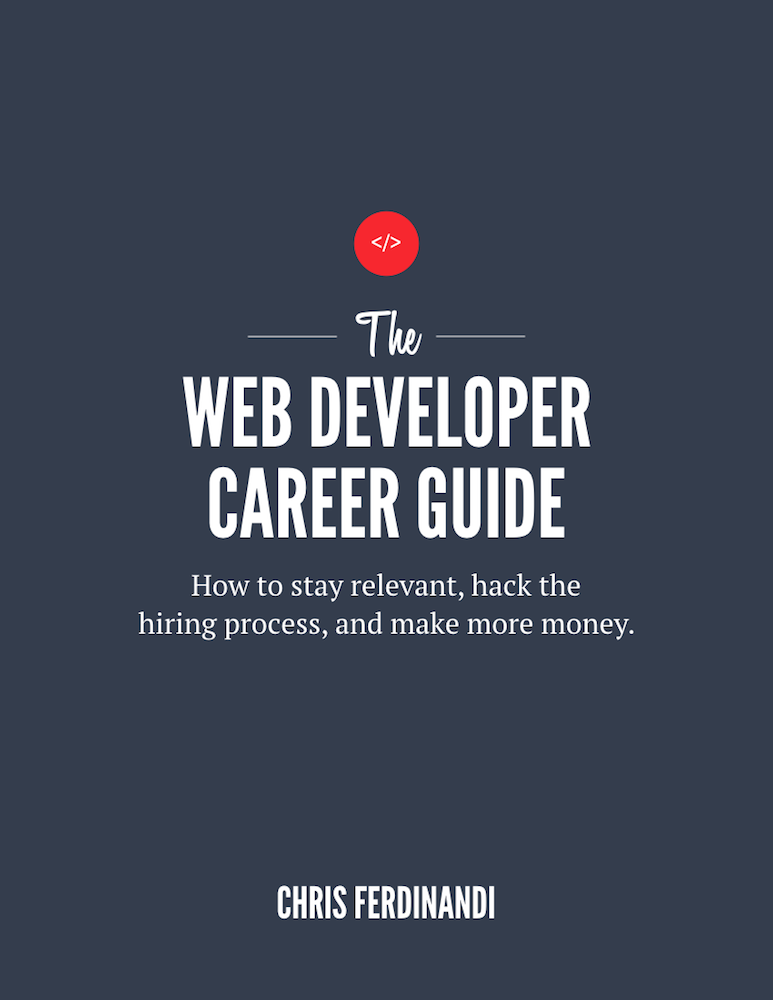 </>
The
WEB DEVELOPER
CAREER GUIDE
How to stay relevant, hack the
hiring process, and make more money.
CHRIS FERDINANDI